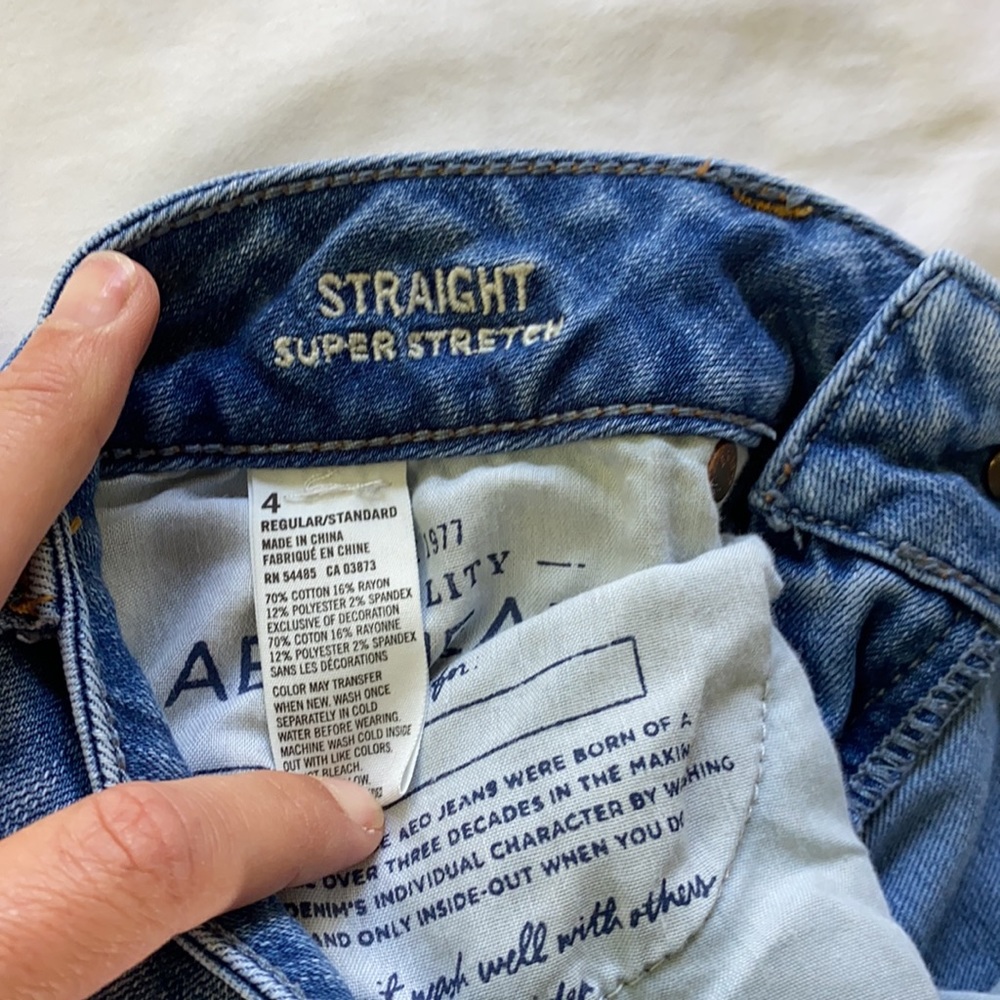 STRAIGHT
SUPER STRETCH
4
REGULAR/STANDARD
MADE IN CHINA
FABRIQUÉ EN CHINE
RN 54485 CA 03873
70% COTTON 16% RAYON
12% POLYESTER 2% SPANDEX
EXCLUSIVE OF DECORATION
70% COTON 16% RAYONNE
12% POLYESTER 2% SPANDEX
SANS LES DÉCORATIONS
COLOR MAY TRANSFER
WHEN NEW. WASH ONCE
SEPARATELY IN COLD
WATER BEFORE WEARING.
MACHINE WASH COLD INSIDE
OUT WITH LIKE COLORS.
BLEACH.
1977
for:
AEO JEANS WERE BORN OF A
OVER THREE DECADES IN THE MAKIN
DENIM'S INDIVIDUAL CHARACTER BY WASHING
AND ONLY INSIDE-OUT WHEN YOU DO
wash well with others